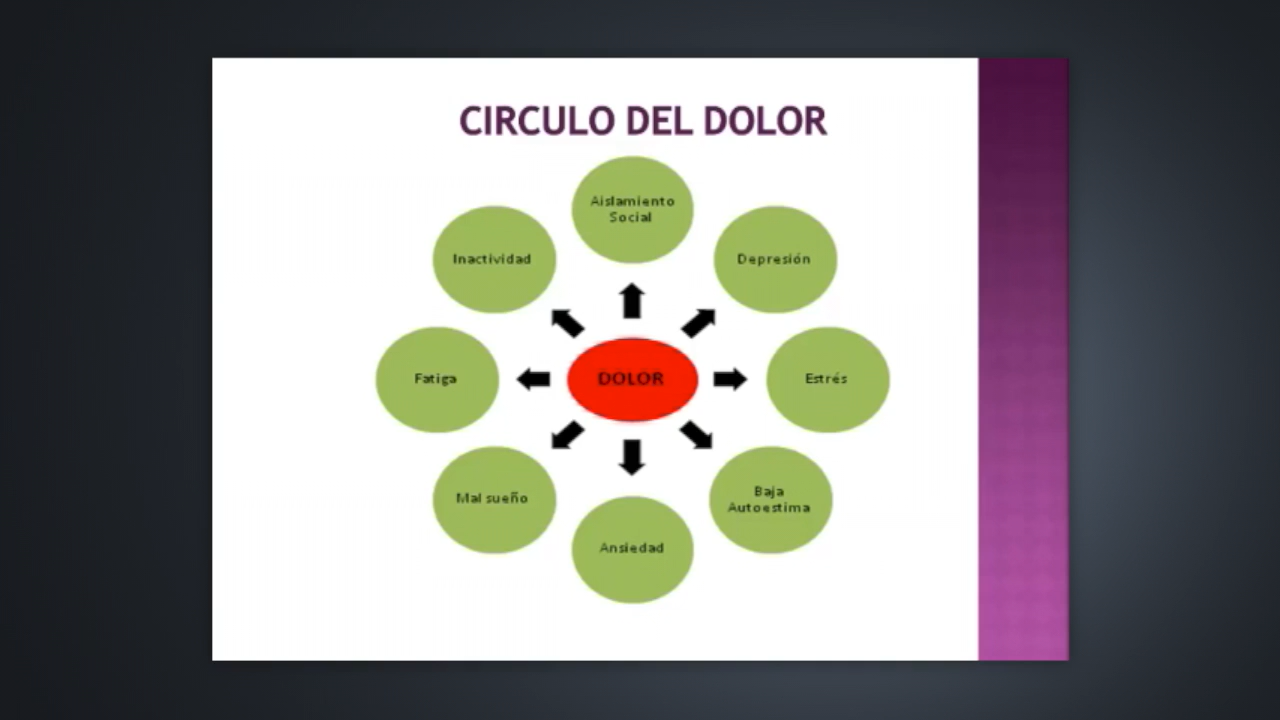 CIRCULO DEL DOLOR
Aislamiento
Social
Inactividad
Depresión
Fatiga
DOLOR
Estrés
Mal sueño
Baja
Autoestima
Ansiedad